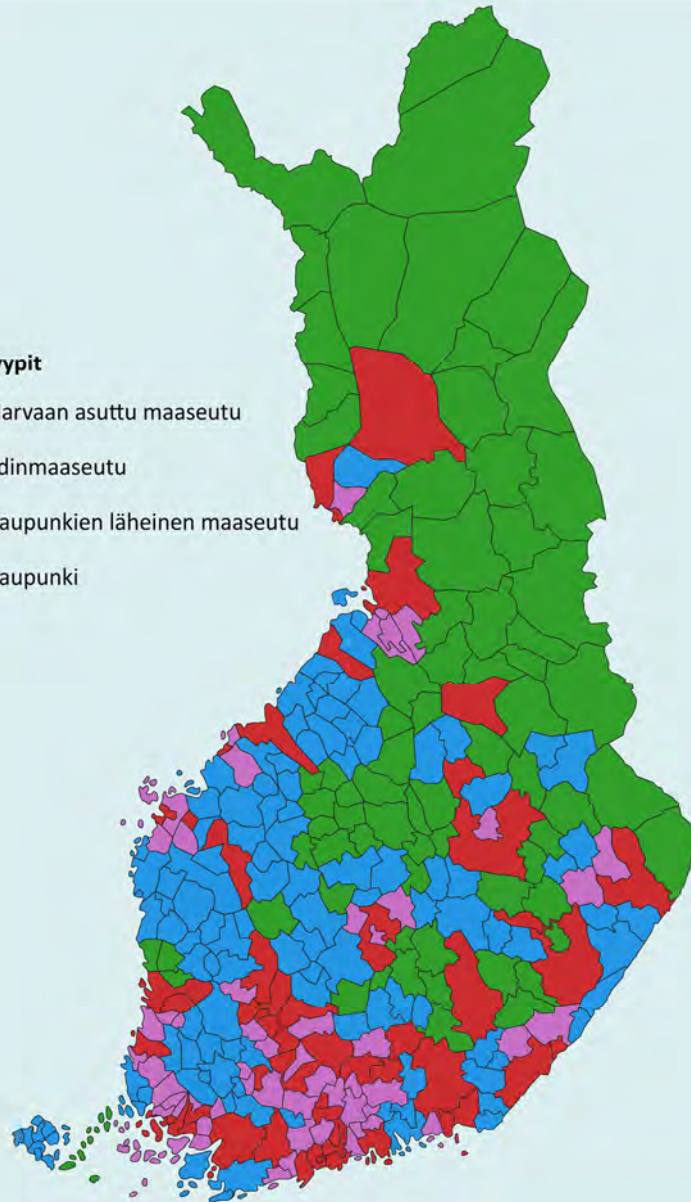 ypit
arvaan asuttu maaseutu
dinmaaseutu
aupunkien läheinen maaseutu
aupunki